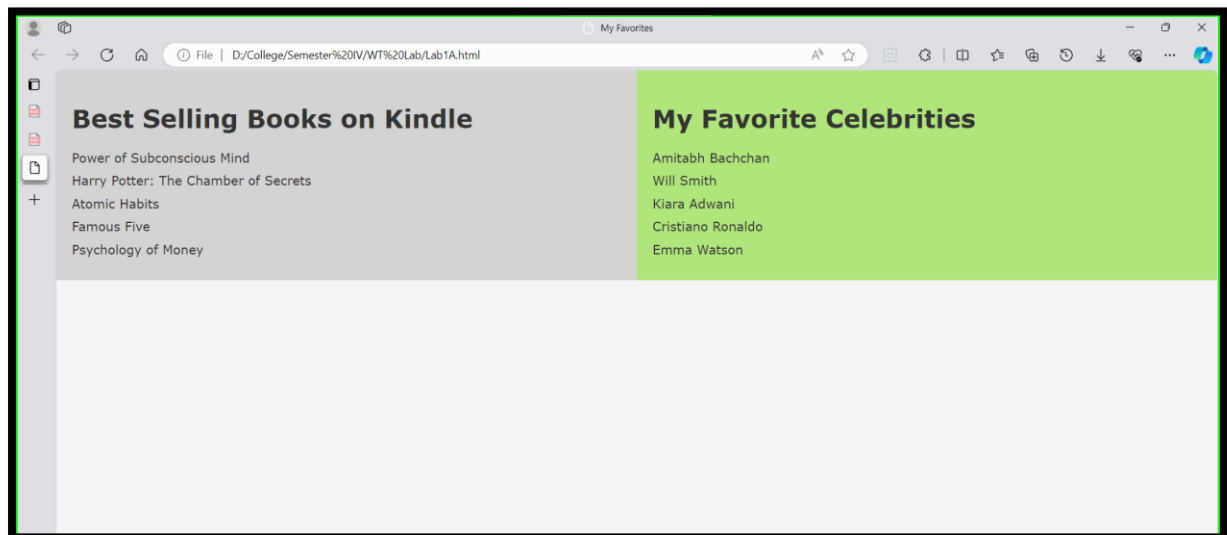 My Favorites
File | D:/College/Semester%20IV/WT%20Lab/Lab1A.html
Best Selling Books on Kindle
Power of Subconscious Mind
Harry Potter: The Chamber of Secrets
Atomic Habits
Famous Five
Psychology of Money
My Favorite Celebrities
Amitabh Bachchan
Will Smith
Kiara Adwani
Cristiano Ronaldo
Emma Watson